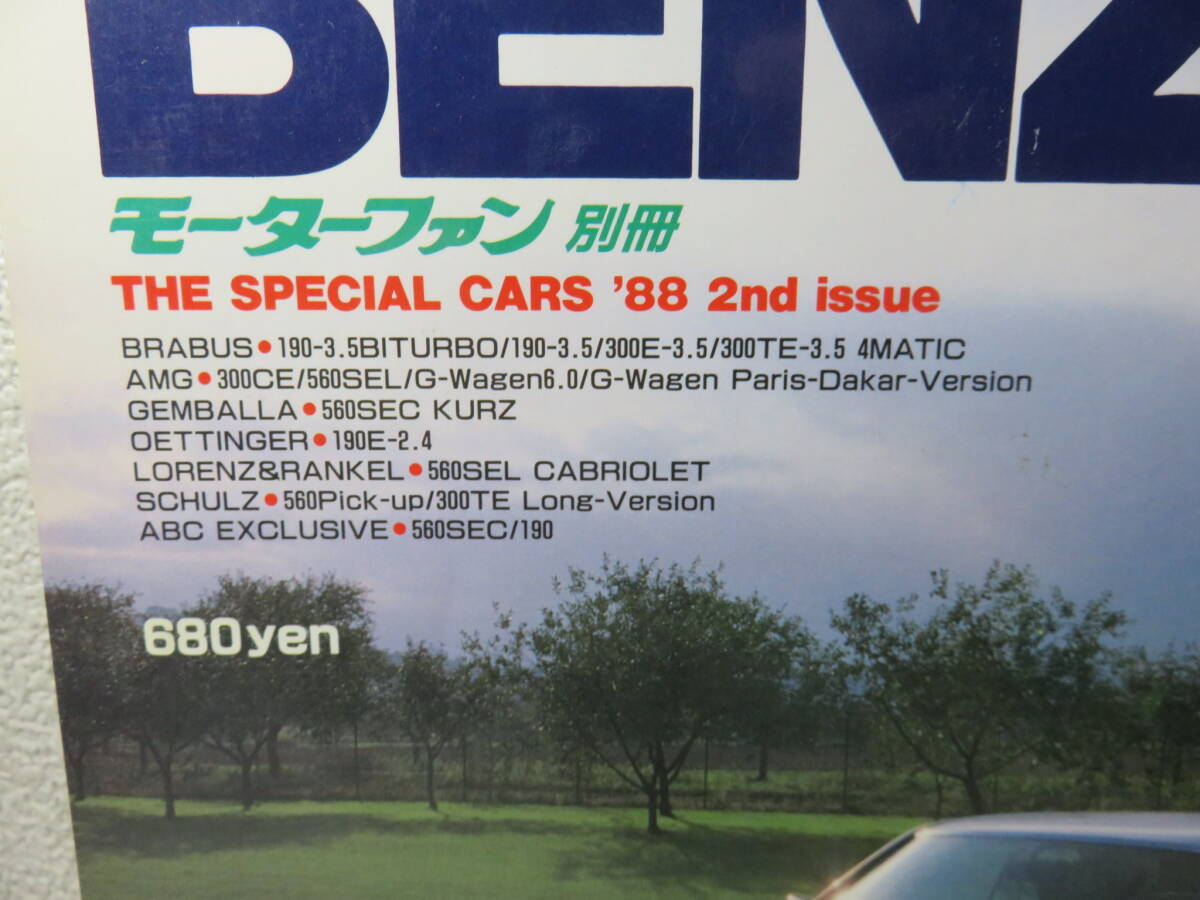 BENZ
モーターファン 別冊
THE SPECIAL CARS '88 2nd issue
BRABUS●190-3.5BITURBO/190-3.5/300E-3.5/300TE-3.5 4MATIC
AMG●300CE/560SEL/G-Wagen6.0/G-Wagen Paris-Dakar-Version
GEMBALLA●560SEC KURZ
OETTINGER●190E-2.4
LORENZ&RANKEL●560SEL CABRIOLET
SCHULZ●560Pick-up/300TE Long-Version
ABC EXCLUSIVE●560SEC/190
680yen